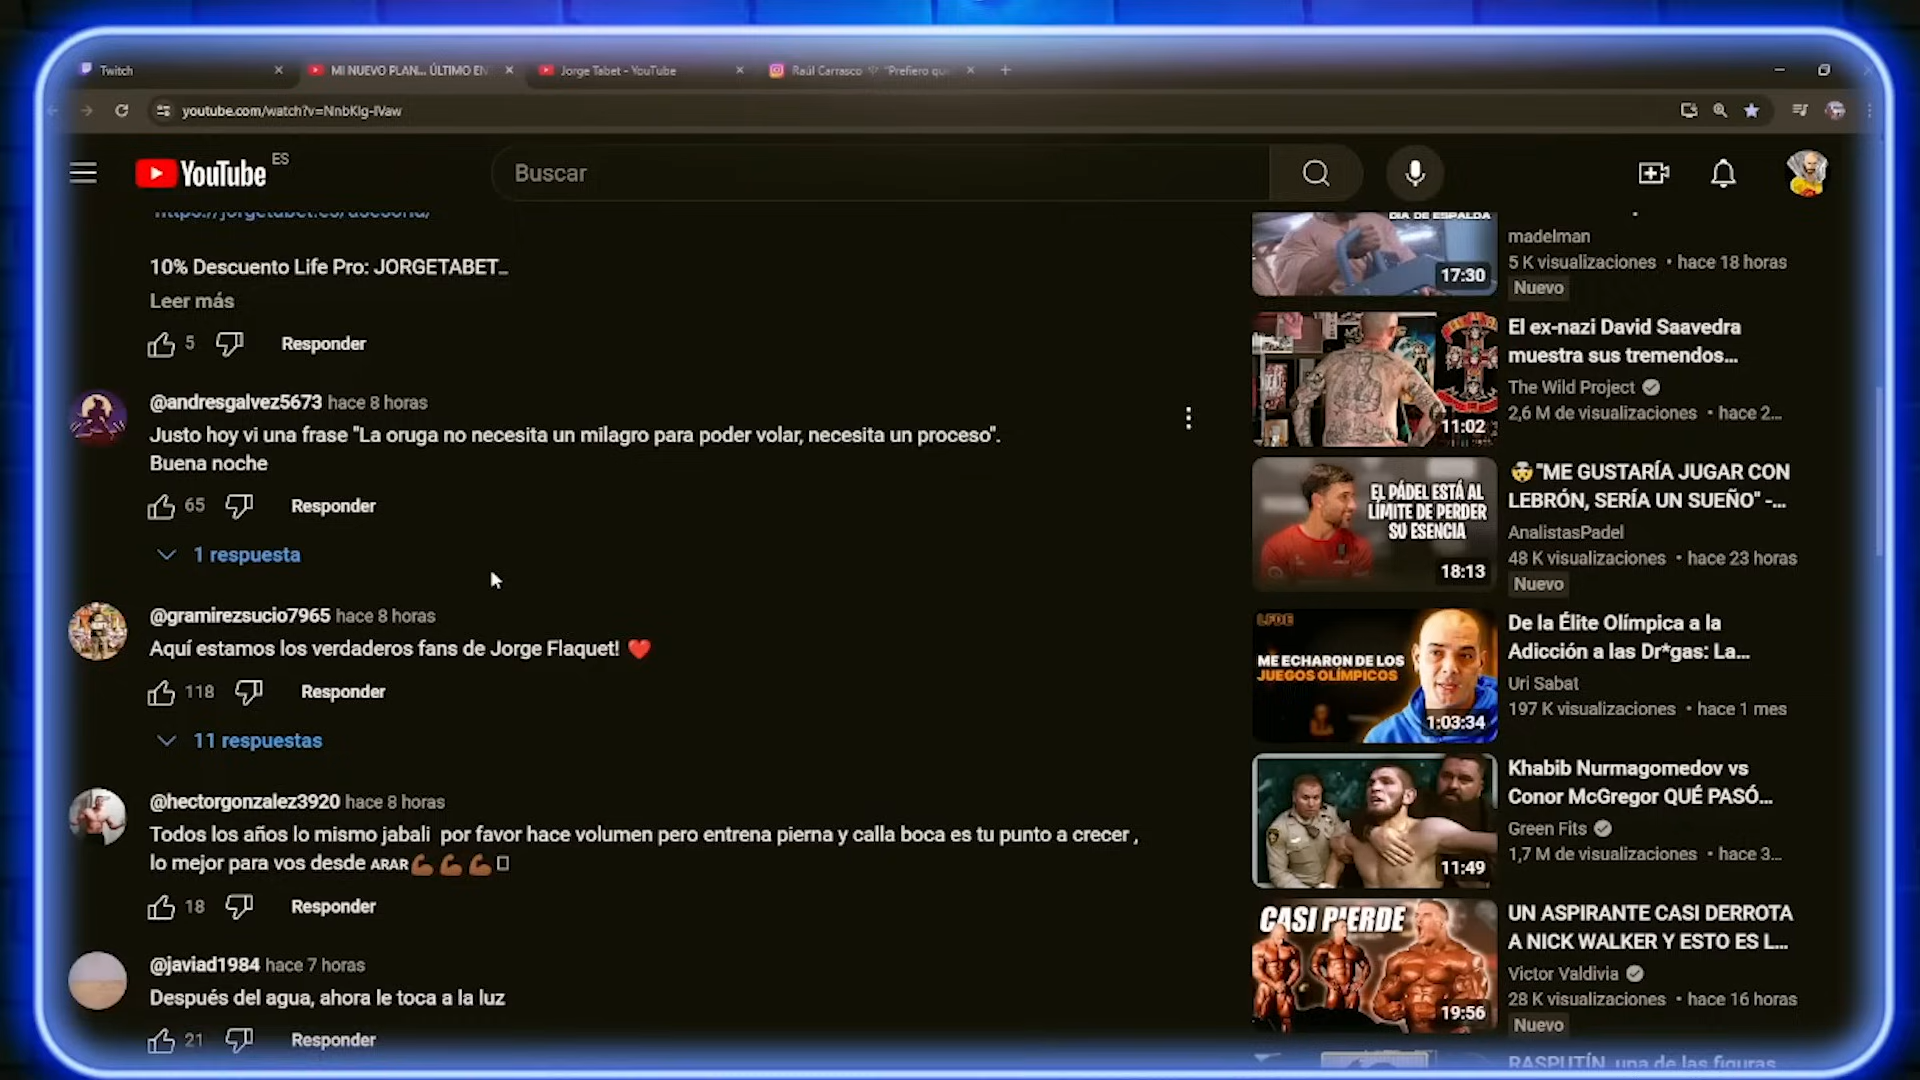 Twitch
MI NUEVO PLAN... ÚLTIMO EN
Jorge Tabet - YouTube
Raúl Carrasco "Prefiero que
youtube.com/watch?v=NnbKIg-IVaw
YouTube
ES
Buscar
https://jorgetabet.es/asesoria/
10% Descuento Life Pro: JORGETABET_
Leer más
5
Responder
@andresgalvez5673 hace 8 horas
Justo hoy vi una frase "La oruga no necesita un milagro para poder volar, necesita un proceso".
Buena noche
65
Responder
1 respuesta
@gramirezsucio7965 hace 8 horas
Aquí estamos los verdaderos fans de Jorge Flaquet! ❤️
118
Responder
11 respuestas
@hectorgonzalez3920 hace 8 horas
Todos los años lo mismo jabali por favor hace volumen pero entrena pierna y calla boca es tu punto a crecer ,
lo mejor para vos desde ARAR💪🏾💪🏾💪🏾
18
Responder
@javiad1984 hace 7 horas
Después del agua, ahora le toca a la luz
21
Responder
DIA DE ESPALDA
17:30
madelman
5 K visualizaciones • hace 18 horas
Nuevo
11:02
El ex-nazi David Saavedra
muestra sus tremendos...
The Wild Project
2,6 M de visualizaciones • hace 2...
EL PÁDEL ESTÁ AL
LÍMITE DE PERDER
SU ESENCIA
18:13
🤯"ME GUSTARÍA JUGAR CON
LEBRÓN, SERÍA UN SUEÑO" -...
AnalistasPadel
48 K visualizaciones • hace 23 horas
Nuevo
LFDE
ME ECHARON DE LOS
JUEGOS OLÍMPICOS
1:03:34
De la Élite Olímpica a la
Adicción a las Dr*gas: La...
Uri Sabat
197 K visualizaciones • hace 1 mes
11:49
Khabib Nurmagomedov vs
Conor McGregor QUÉ PASÓ...
Green Fits
1,7 M de visualizaciones • hace 3...
CASI PIERDE
19:56
UN ASPIRANTE CASI DERROTA
A NICK WALKER Y ESTO ES L...
Victor Valdivia
28 K visualizaciones • hace 16 horas
Nuevo
RASPUTÍN, una de las figuras